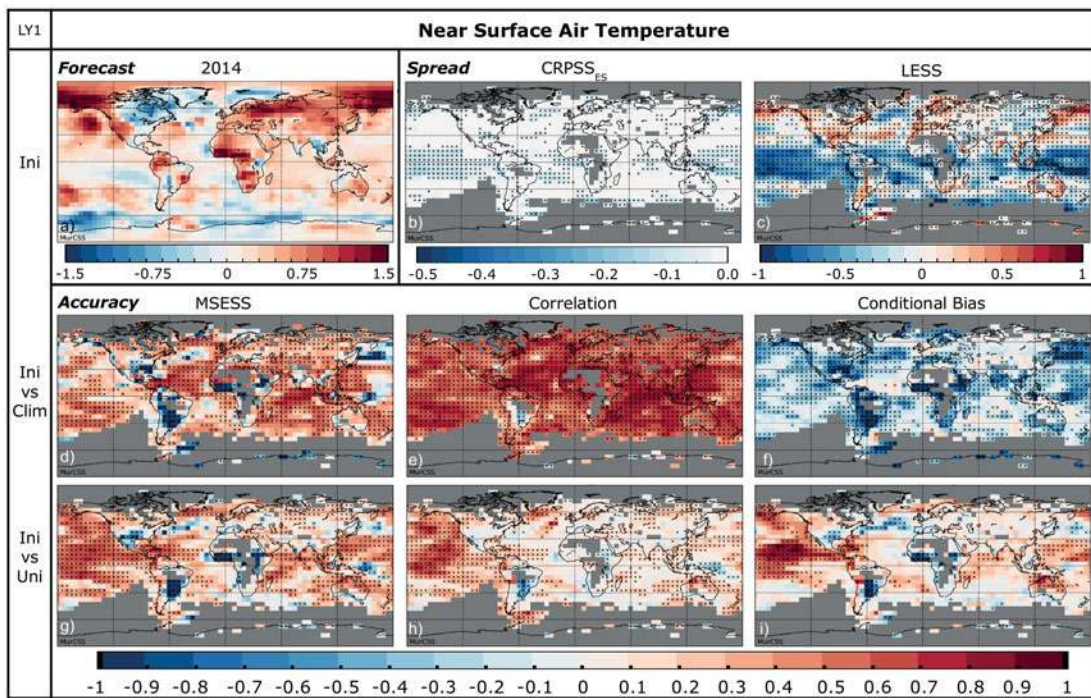 LY1
Near Surface Air Temperature
Forecast 2014
Spread CRPSS_ES LESS
Ini
a)
MurCSS
b)
MurCSS
c)
MurCSS
-1.5 -0.75 0 0.75 1.5
-0.5 -0.4 -0.3 -0.2 -0.1 0.0
-1 -0.5 0 0.5 1
Accuracy MSESS Correlation Conditional Bias
Ini
vs
Clim
d)
MurCSS
e)
MurCSS
f)
MurCSS
Ini
vs
Uni
g)
MurCSS
h)
MurCSS
i)
MurCSS
-1 -0.9 -0.8 -0.7 -0.6 -0.5 -0.4 -0.3 -0.2 -0.1 0 0.1 0.2 0.3 0.4 0.5 0.6 0.7 0.8 0.9 1